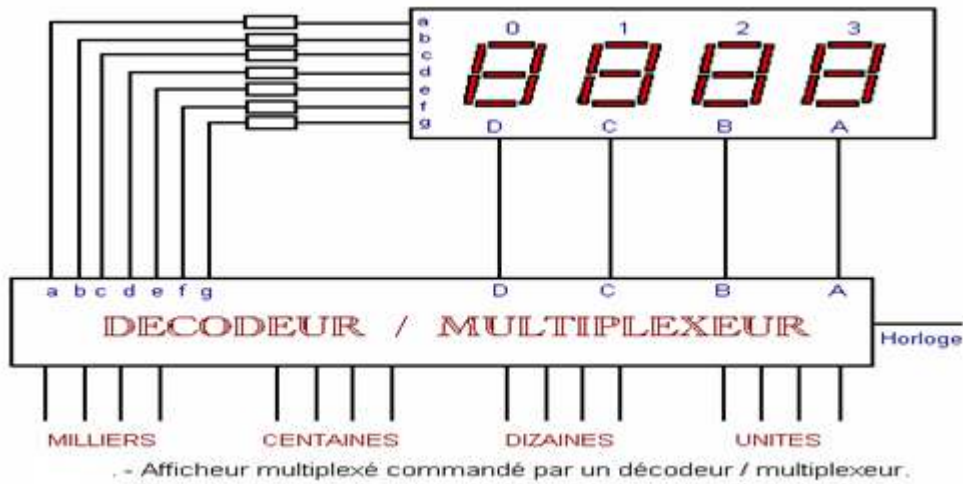 a 0 1 2 3
b
c
d
e
f
g D C B A
a b c d e f g D C B A
DECODEUR / MULTIPLEXEUR
Horloge
MILLIERS CENTAINES DIZAINES UNITES
. - Afficheur multiplexé commandé par un décodeur / multiplexeur.